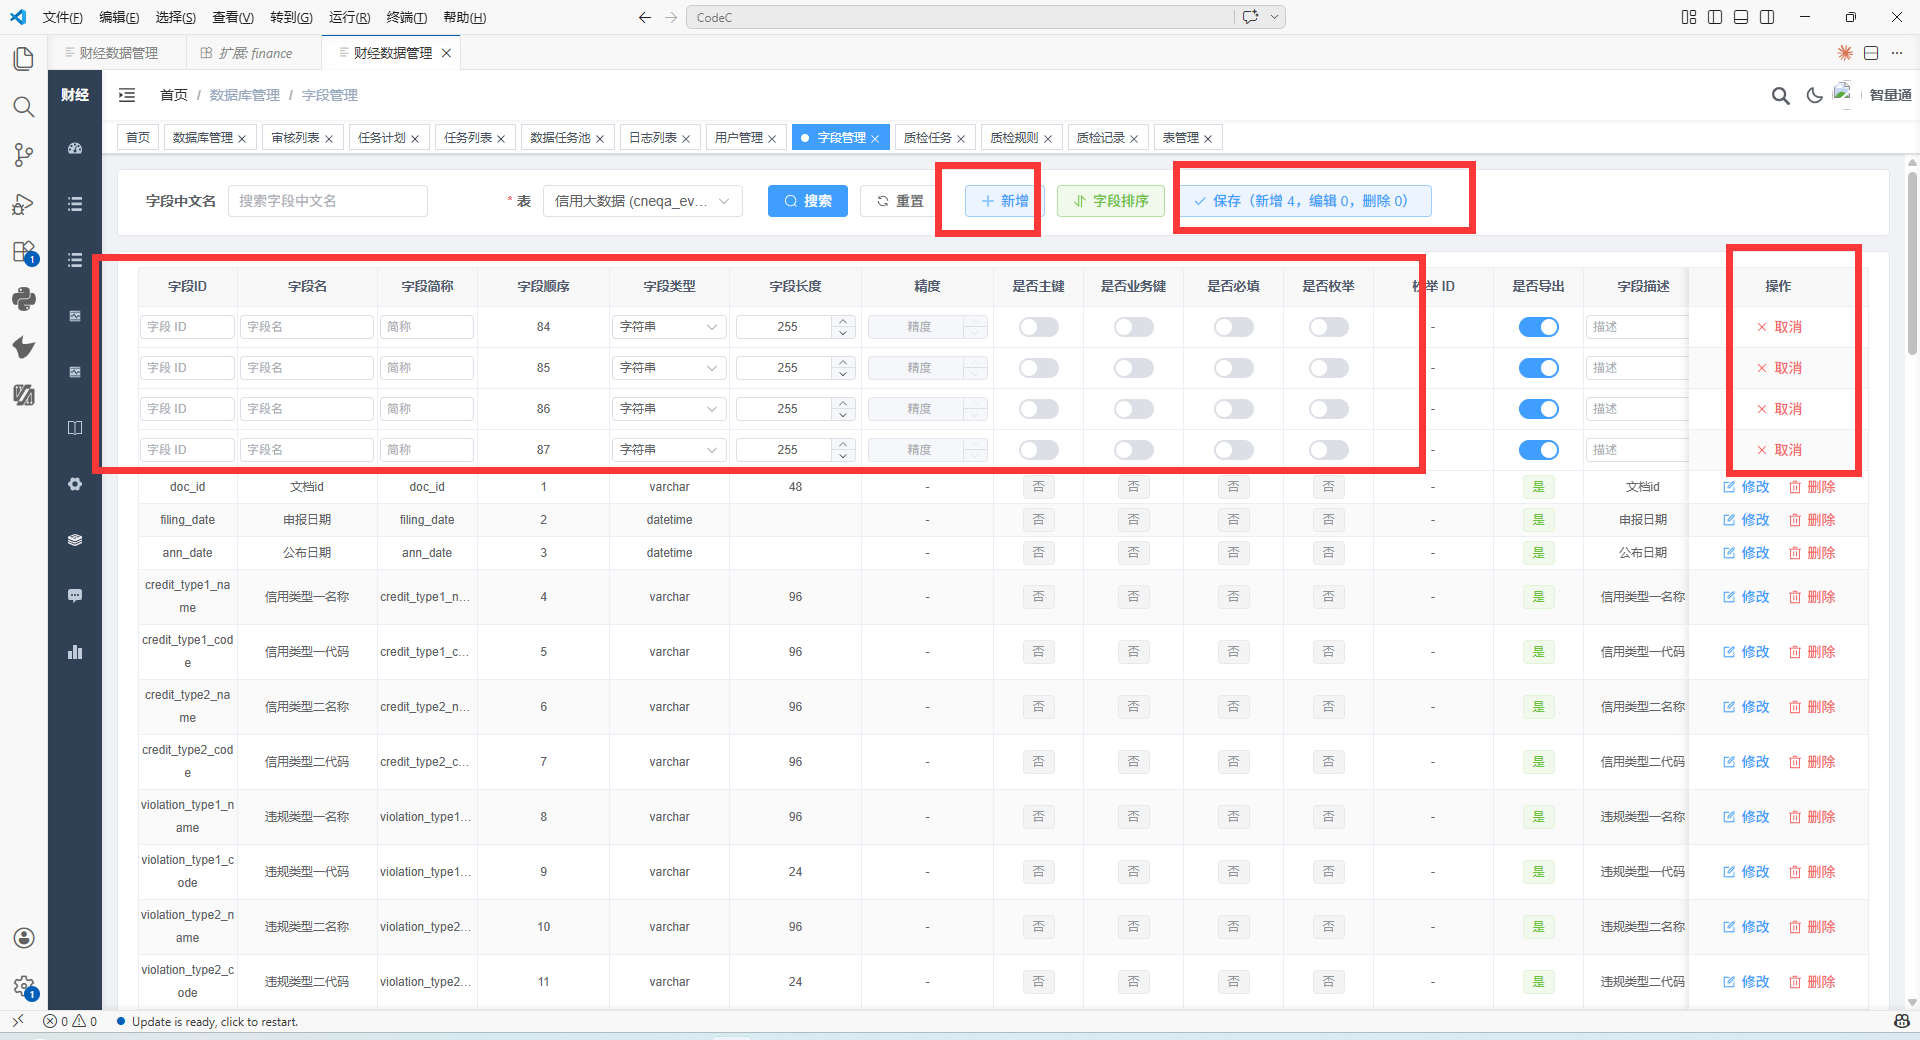 文件(F) 编辑(E) 选择(S) 查看(V) 转到(G) 运行(R) 终端(T) 帮助(H) CodeC
财经数据管理 扩展: finance 财经数据管理
财经 首页 / 数据库管理 / 字段管理 智量通
首页 数据库管理 审核列表 任务计划 任务列表 数据任务池 日志列表 用户管理 字段管理 质检任务 质检规则 质检记录 表管理
字段中文名 搜索字段中文名 * 表 信用大数据 (cneqa_ev... 搜索 重置 新增 字段排序 保存（新增 4，编辑 0，删除 0）
字段ID 字段名 字段简称 字段顺序 字段类型 字段长度 精度 是否主键 是否业务键 是否必填 是否枚举 枚举 ID 是否导出 字段描述 操作
字段 ID 字段名 简称 84 字符串 255 精度 - 描述 取消
字段 ID 字段名 简称 85 字符串 255 精度 - 描述 取消
字段 ID 字段名 简称 86 字符串 255 精度 - 描述 取消
字段 ID 字段名 简称 87 字符串 255 精度 - 描述 取消
doc_id 文档id doc_id 1 varchar 48 - 否 否 否 否 - 是 文档id 修改 删除
filing_date 申报日期 filing_date 2 datetime - 否 否 否 否 - 是 申报日期 修改 删除
ann_date 公布日期 ann_date 3 datetime - 否 否 否 否 - 是 公布日期 修改 删除
credit_type1_na
me 信用类型一名称 credit_type1_n... 4 varchar 96 - 否 否 否 否 - 是 信用类型一名称 修改 删除
credit_type1_cod
e 信用类型一代码 credit_type1_c... 5 varchar 96 - 否 否 否 否 - 是 信用类型一代码 修改 删除
credit_type2_na
me 信用类型二名称 credit_type2_n... 6 varchar 96 - 否 否 否 否 - 是 信用类型二名称 修改 删除
credit_type2_cod
e 信用类型二代码 credit_type2_c... 7 varchar 96 - 否 否 否 否 - 是 信用类型二代码 修改 删除
violation_type1_n
ame 违规类型一名称 violation_type1... 8 varchar 96 - 否 否 否 否 - 是 违规类型一名称 修改 删除
violation_type1_c
ode 违规类型一代码 violation_type1... 9 varchar 24 - 否 否 否 否 - 是 违规类型一代码 修改 删除
violation_type2_n
ame 违规类型二名称 violation_type2... 10 varchar 96 - 否 否 否 否 - 是 违规类型二名称 修改 删除
violation_type2_c
ode 违规类型二代码 violation_type2... 11 varchar 24 - 否 否 否 否 - 是 违规类型二代码 修改 删除
1
1
0 0 Update is ready, click to restart.